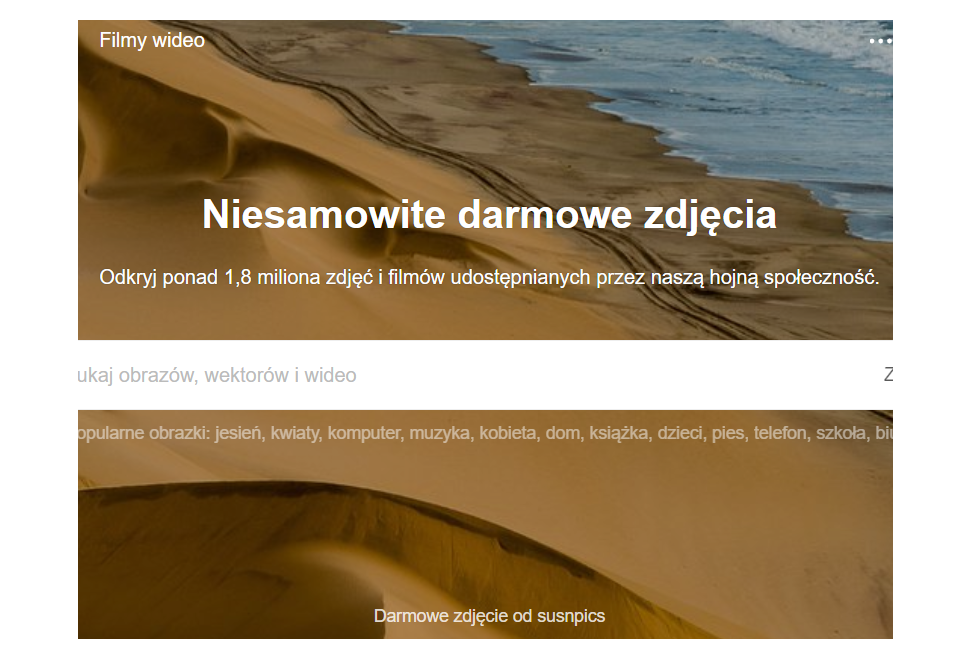 Filmy wideo
Niesamowite darmowe zdjęcia
Odkryj ponad 1,8 miliona zdjęć i filmów udostępnianych przez naszą hojną społeczność.
ukaj obrazów, wektorów i wideo
Z
opularne obrazki: jesień, kwiaty, komputer, muzyka, kobieta, dom, książka, dzieci, pies, telefon, szkoła, biu
Darmowe zdjęcie od susnpics